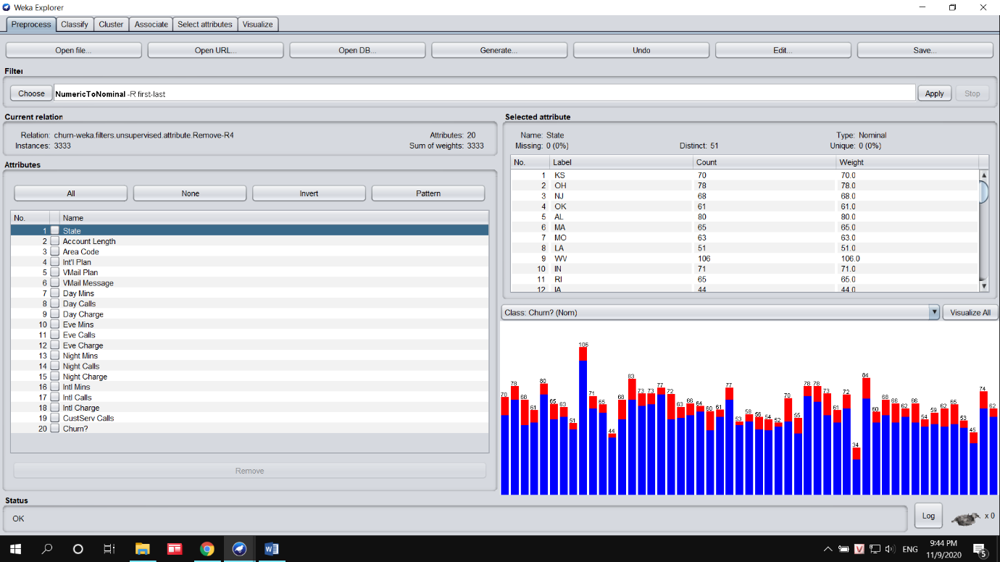 Weka Explorer
Preprocess Classify Cluster Associate Select attributes Visualize
Open file... Open URL... Open DB... Generate... Undo Edit... Save...
Filter
Choose NumericToNominal -R first-last Apply Stop
Current relation
Relation: churn-weka.filters.unsupervised.attribute.Remove-R4 Attributes: 20
Instances: 3333 Sum of weights: 3333
Attributes
All None Invert Pattern
No. Name
1 State
2 Account Length
3 Area Code
4 Int'l Plan
5 VMail Plan
6 VMail Message
7 Day Mins
8 Day Calls
9 Day Charge
10 Eve Mins
11 Eve Calls
12 Eve Charge
13 Night Mins
14 Night Calls
15 Night Charge
16 Intl Mins
17 Intl Calls
18 Intl Charge
19 CustServ Calls
20 Churn?
Remove
Selected attribute
Name: State Type: Nominal
Missing: 0 (0%) Distinct: 51 Unique: 0 (0%)
No. Label Count Weight
1 KS 70 70.0
2 OH 78 78.0
3 NJ 68 68.0
4 OK 61 61.0
5 AL 80 80.0
6 MA 65 65.0
7 MO 63 63.0
8 LA 51 51.0
9 WV 106 106.0
10 IN 71 71.0
11 RI 65 65.0
12 IA 44 44.0
Class: Churn? (Nom) Visualize All
70 78 68 61 80 65 63 51 106 71 65 44 68 83 73 73 77 72 63 66 64 60 61 77 53 58 56 54 52 70 55 78 78 73 61 72 34 84 60 68 66 62 66 54 59 62 65 53 45 74 62
Status
OK
Log x 0
V ENG 9:44 PM
11/9/2020 5